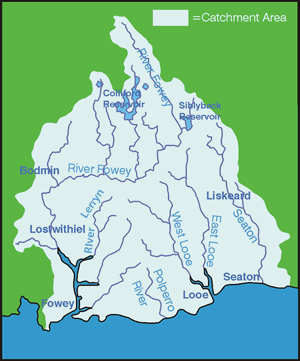 =Catchment Area
River Fowey
Colliford
Reservoir
Siblyback
Reservoir
Bodmin
River Fowey
Liskeard
Lerryn
River
Lostwithiel
West Looe
East Looe
Seaton
Seaton
Polperro
River
Looe
Fowey